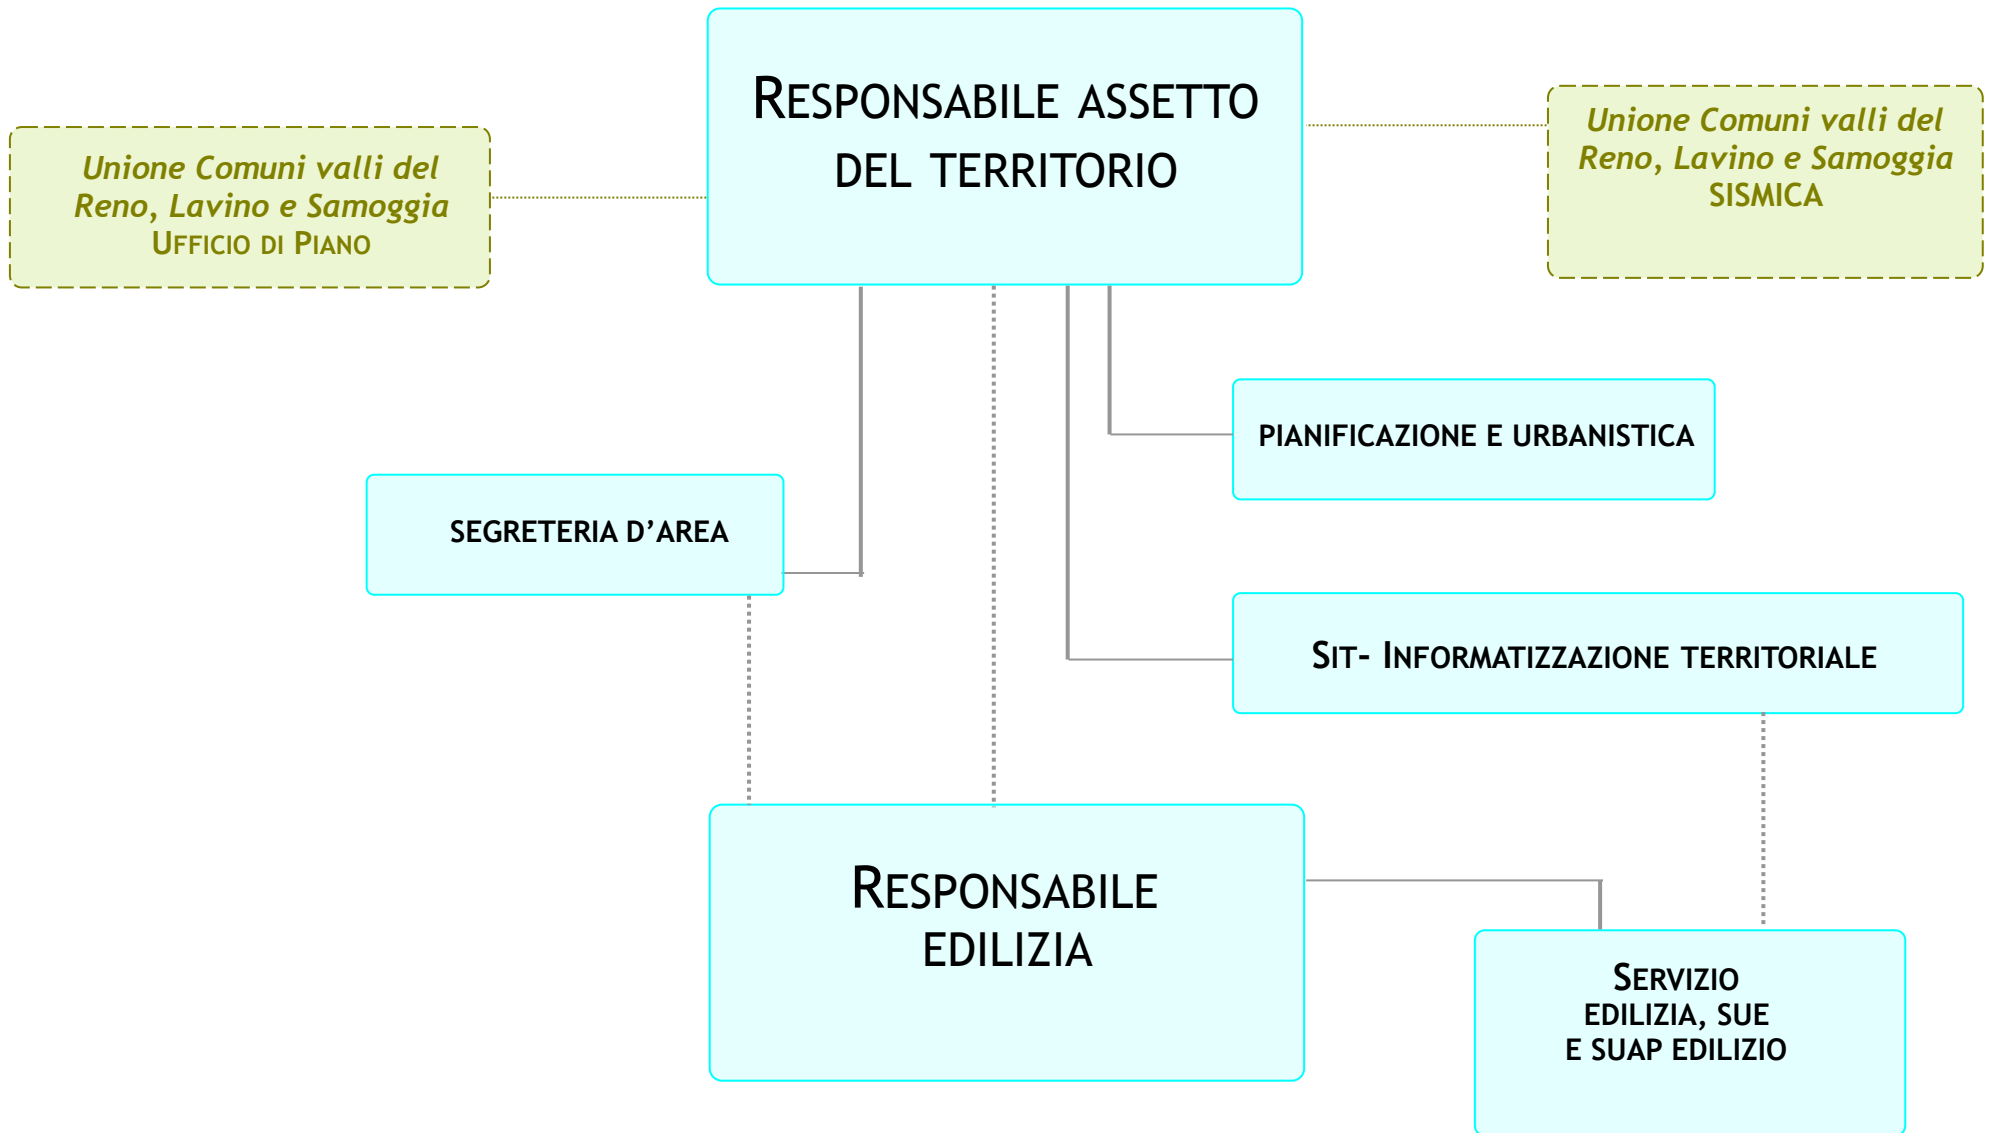 RESPONSABILE ASSETTO
DEL TERRITORIO
Unione Comuni valli del
Reno, Lavino e Samoggia
UFFICIO DI PIANO
Unione Comuni valli del
Reno, Lavino e Samoggia
SISMICA
PIANIFICAZIONE E URBANISTICA
SEGRETERIA D’AREA
SIT- INFORMATIZZAZIONE TERRITORIALE
RESPONSABILE
EDILIZIA
SERVIZIO
EDILIZIA, SUE
E SUAP EDILIZIO